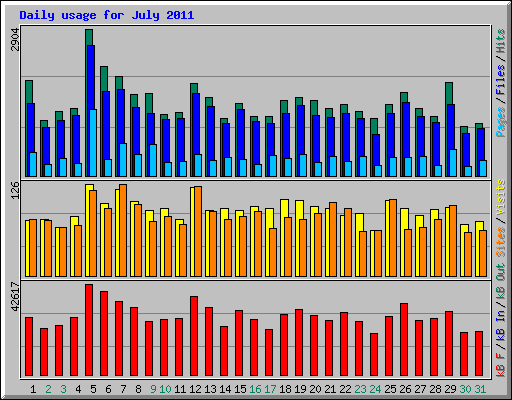 Daily usage for July 2011
2904
Pages / Files / Hits
126
Sites / Visits
42617
kB F / kB In / kB Out
1 2 3 4 5 6 7 8 9 10 11 12 13 14 15 16 17 18 19 20 21 22 23 24 25 26 27 28 29 30 31